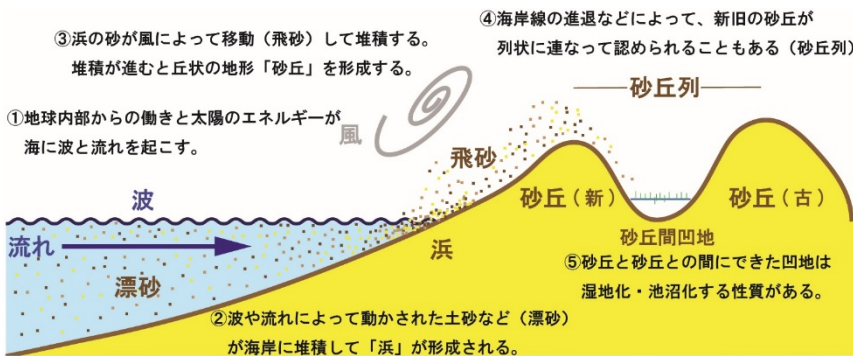 ③浜の砂が風によって移動（飛砂）して堆積する。
堆積が進むと丘状の地形「砂丘」を形成する。
④海岸線の進退などによって、新旧の砂丘が
列状に連なって認められることもある（砂丘列）
砂丘列
①地球内部からの働きと太陽のエネルギーが
海に波と流れを起こす。
風
飛砂
波
砂丘（新）
砂丘（古）
流れ
浜
砂丘間凹地
漂砂
⑤砂丘と砂丘との間にできた凹地は
湿地化・池沼化する性質がある。
②波や流れによって動かされた土砂など（漂砂）
が海岸に堆積して「浜」が形成される。